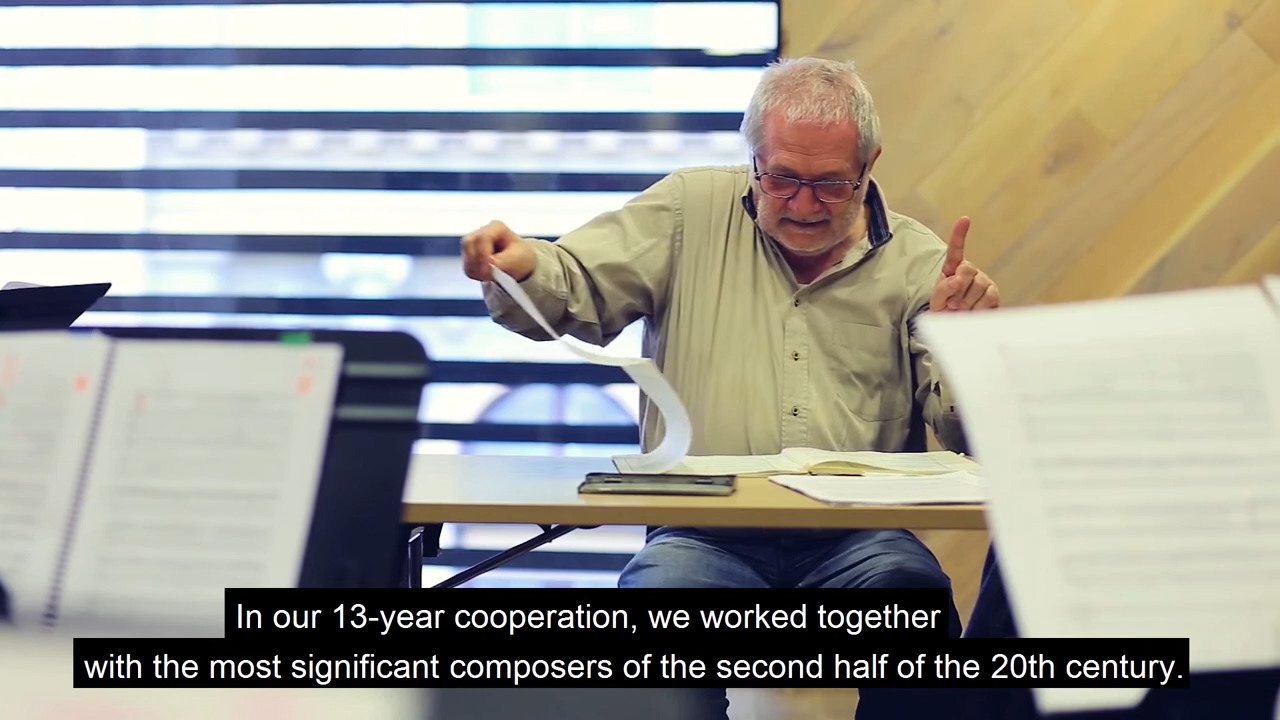 In our 13-year cooperation, we worked together
with the most significant composers of the second half of the 20th century.